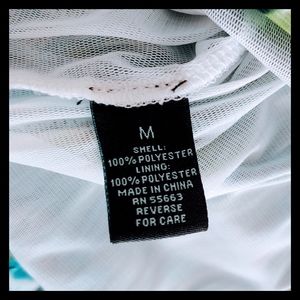 M
SHELL:
100% POLYESTER
LINING:
100% POLYESTER
MADE IN CHINA
RN 55663
REVERSE
FOR CARE